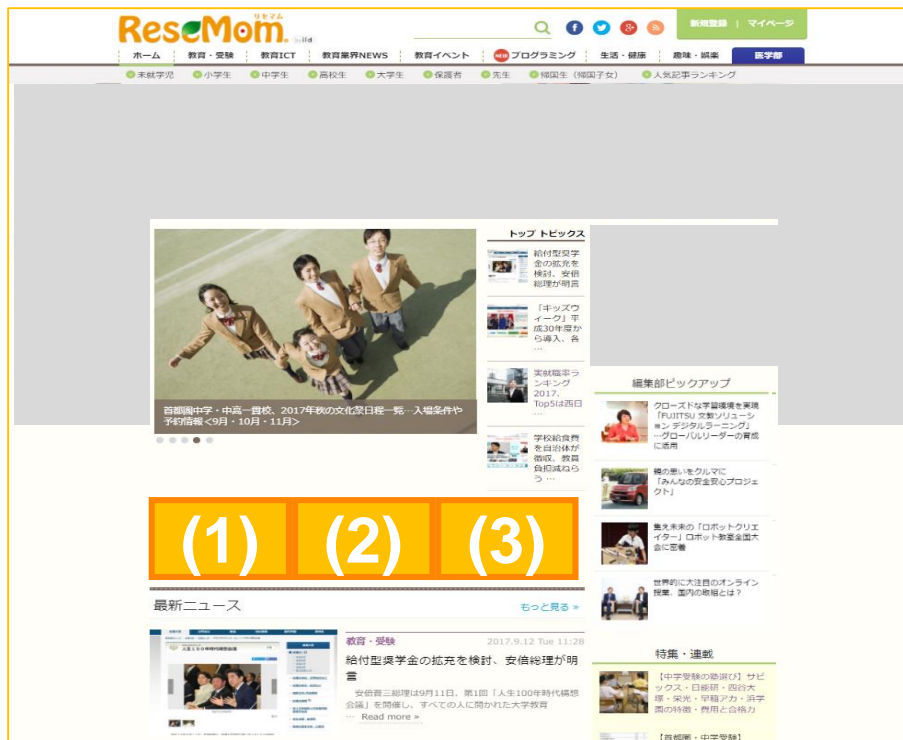 リセマム
ReseMom.
新規登録 | マイページ
ホーム 教育・受験 教育ICT 教育業界NEWS 教育イベント NEW プログラミング 生活・健康 趣味・娯楽 医学部
未就学児 小学生 中学生 高校生 大学生 保護者 先生 帰国生（帰国子女） 人気記事ランキング
首都圏中学・中高一貫校、2017年秋の文化祭日程一覧…入場条件や
予約情報<9月・10月・11月>
トップ トピックス
給付型奨学
金の拡充を
検討、安倍
総理が明言
「キッズウ
ィーク」平
成30年度か
ら導入、各
…
実就職率ラ
ンキング
2017、
Top5は西日
…
学校給食費
を自治体が
徴収、教員
負担減ねら
う …
編集部ピックアップ
クローズドな学習環境を実現
「FUJITSU 文教ソリューシ
ョン デジタルラーニング」
…グローバルリーダーの育成
に活用
親の思いをクルマに
「みんなの安全安心プロジェ
クト」
集え未来の「ロボットクリエ
イター」ロボット教室全国大
会に密着
世界的に大注目のオンライン
授業、国内の取組とは？
(1) (2) (3)
最新ニュース
もっと見る »
教育・受験 2017.9.12 Tue 11:28
給付型奨学金の拡充を検討、安倍総理が明
言
安倍晋三総理は9月11日、第1回「人生100年時代構想
会議」を開催し、すべての人に開かれた大学教育
… Read more »
人生１００年時代構想会議
特集・連載
【中学受験の塾選び】サピ
ックス・日能研・四谷大
塚・栄光・早稲アカ・浜学
園の特徴・費用と合格力
【首都圏・中学受験】